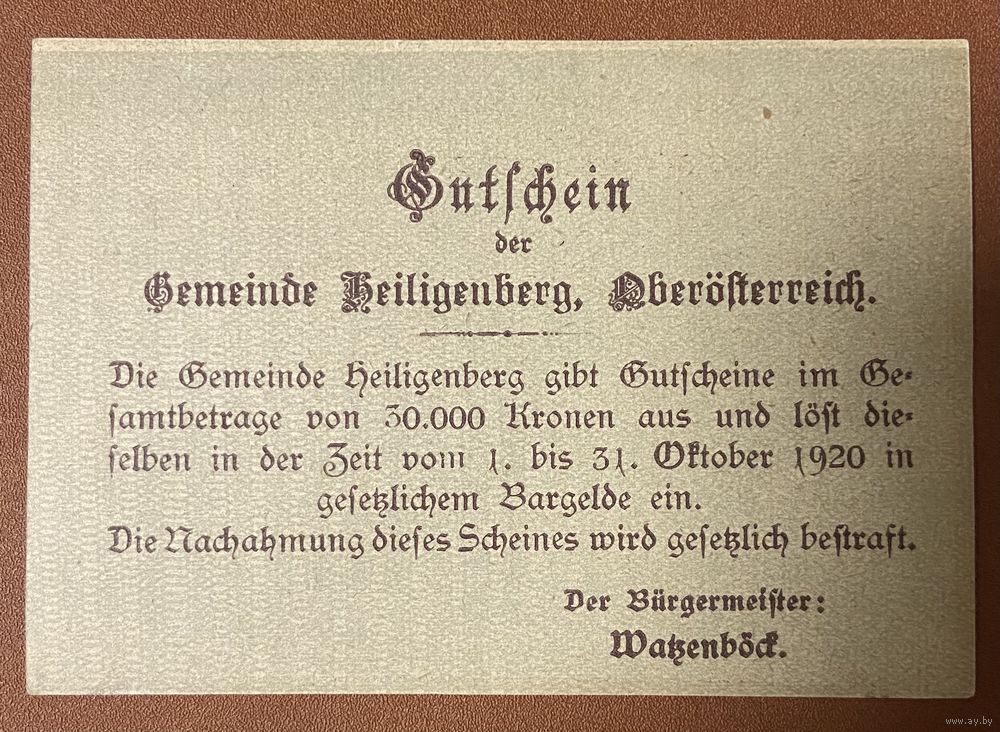 Gutschein
der
Gemeinde Heiligenberg, Oberösterreich.
Die Gemeinde Heiligenberg gibt Gutscheine im Ge-
samtbetrage von 30.000 Kronen aus und löst die-
selben in der Zeit vom 1. bis 31. Oktober 1920 in
gesetzlichem Bargelde ein.
Die Nachahmung dieses Scheines wird gesetzlich bestraft.
Der Bürgermeister:
Watzenböck.
www.ay.by